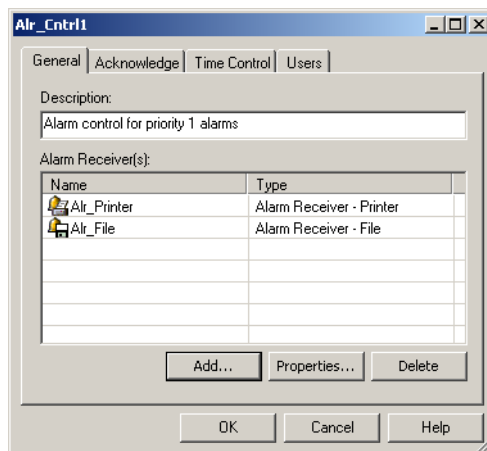 Alr_Cntrl1
General Acknowledge Time Control Users
Description:
Alarm control for priority 1 alarms
Alarm Receiver(s):
Name Type
Alr_Printer Alarm Receiver - Printer
Alr_File Alarm Receiver - File
Add... Properties... Delete
OK Cancel Help